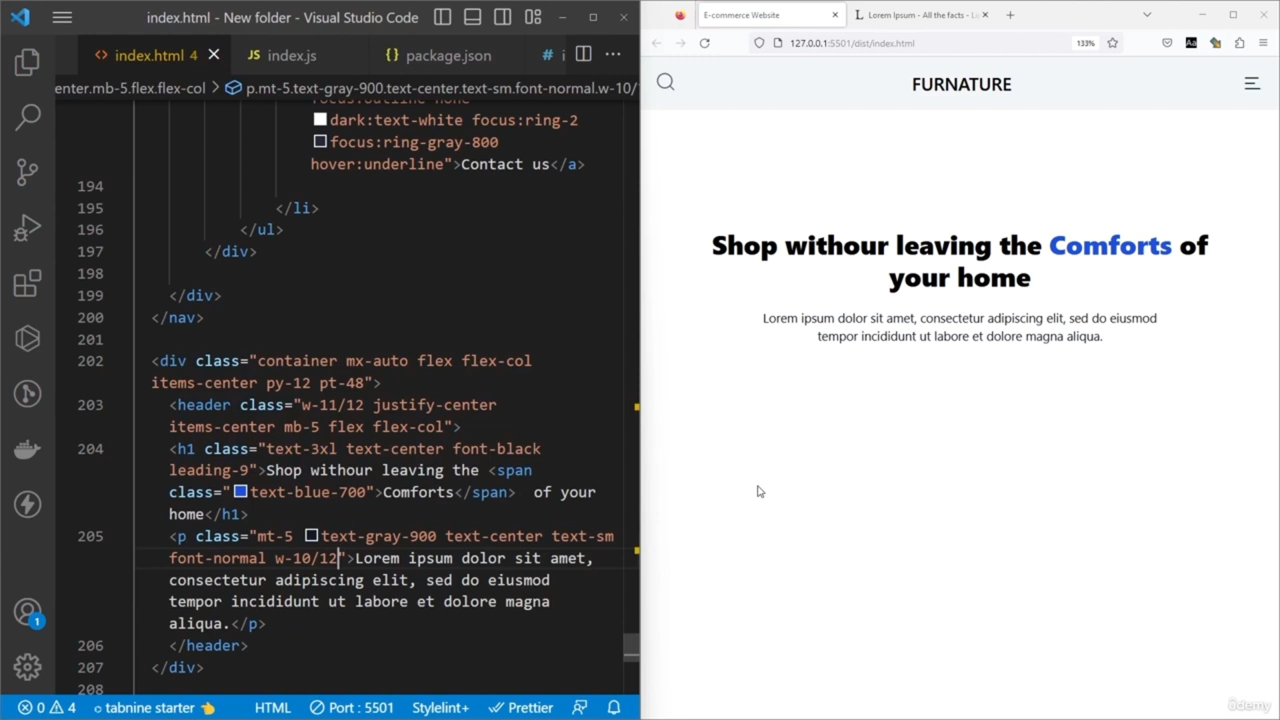 index.html - New folder - Visual Studio Code
index.html 4
index.js
package.json
enter.mb-5.flex.flex-col > p.mt-5.text-gray-900.text-center.text-sm.font-normal.w-10/
dark:text-white focus:ring-2
focus:ring-gray-800
hover:underline">Contact us</a>
194
195 </li>
196 </ul>
197 </div>
198
199 </div>
200 </nav>
201
202 <div class="container mx-auto flex flex-col
items-center py-12 pt-48">
203 <header class="w-11/12 justify-center
items-center mb-5 flex flex-col">
204 <h1 class="text-3xl text-center font-black
leading-9">Shop withour leaving the <span
class="text-blue-700">Comforts</span>  of your
home</h1>
205 <p class="mt-5 text-gray-900 text-center text-sm
font-normal w-10/12">Lorem ipsum dolor sit amet,
consectetur adipiscing elit, sed do eiusmod
tempor incididunt ut labore et dolore magna
aliqua.</p>
206 </header>
207 </div>
208
1
0 4
tabnine starter
HTML
Port : 5501
Stylelint+
Prettier
E-commerce Website
Lorem Ipsum - All the facts - L
127.0.0.1:5501/dist/index.html
133%
FURNATURE
Shop withour leaving the Comforts of
your home
Lorem ipsum dolor sit amet, consectetur adipiscing elit, sed do eiusmod
tempor incididunt ut labore et dolore magna aliqua.
ûdemy